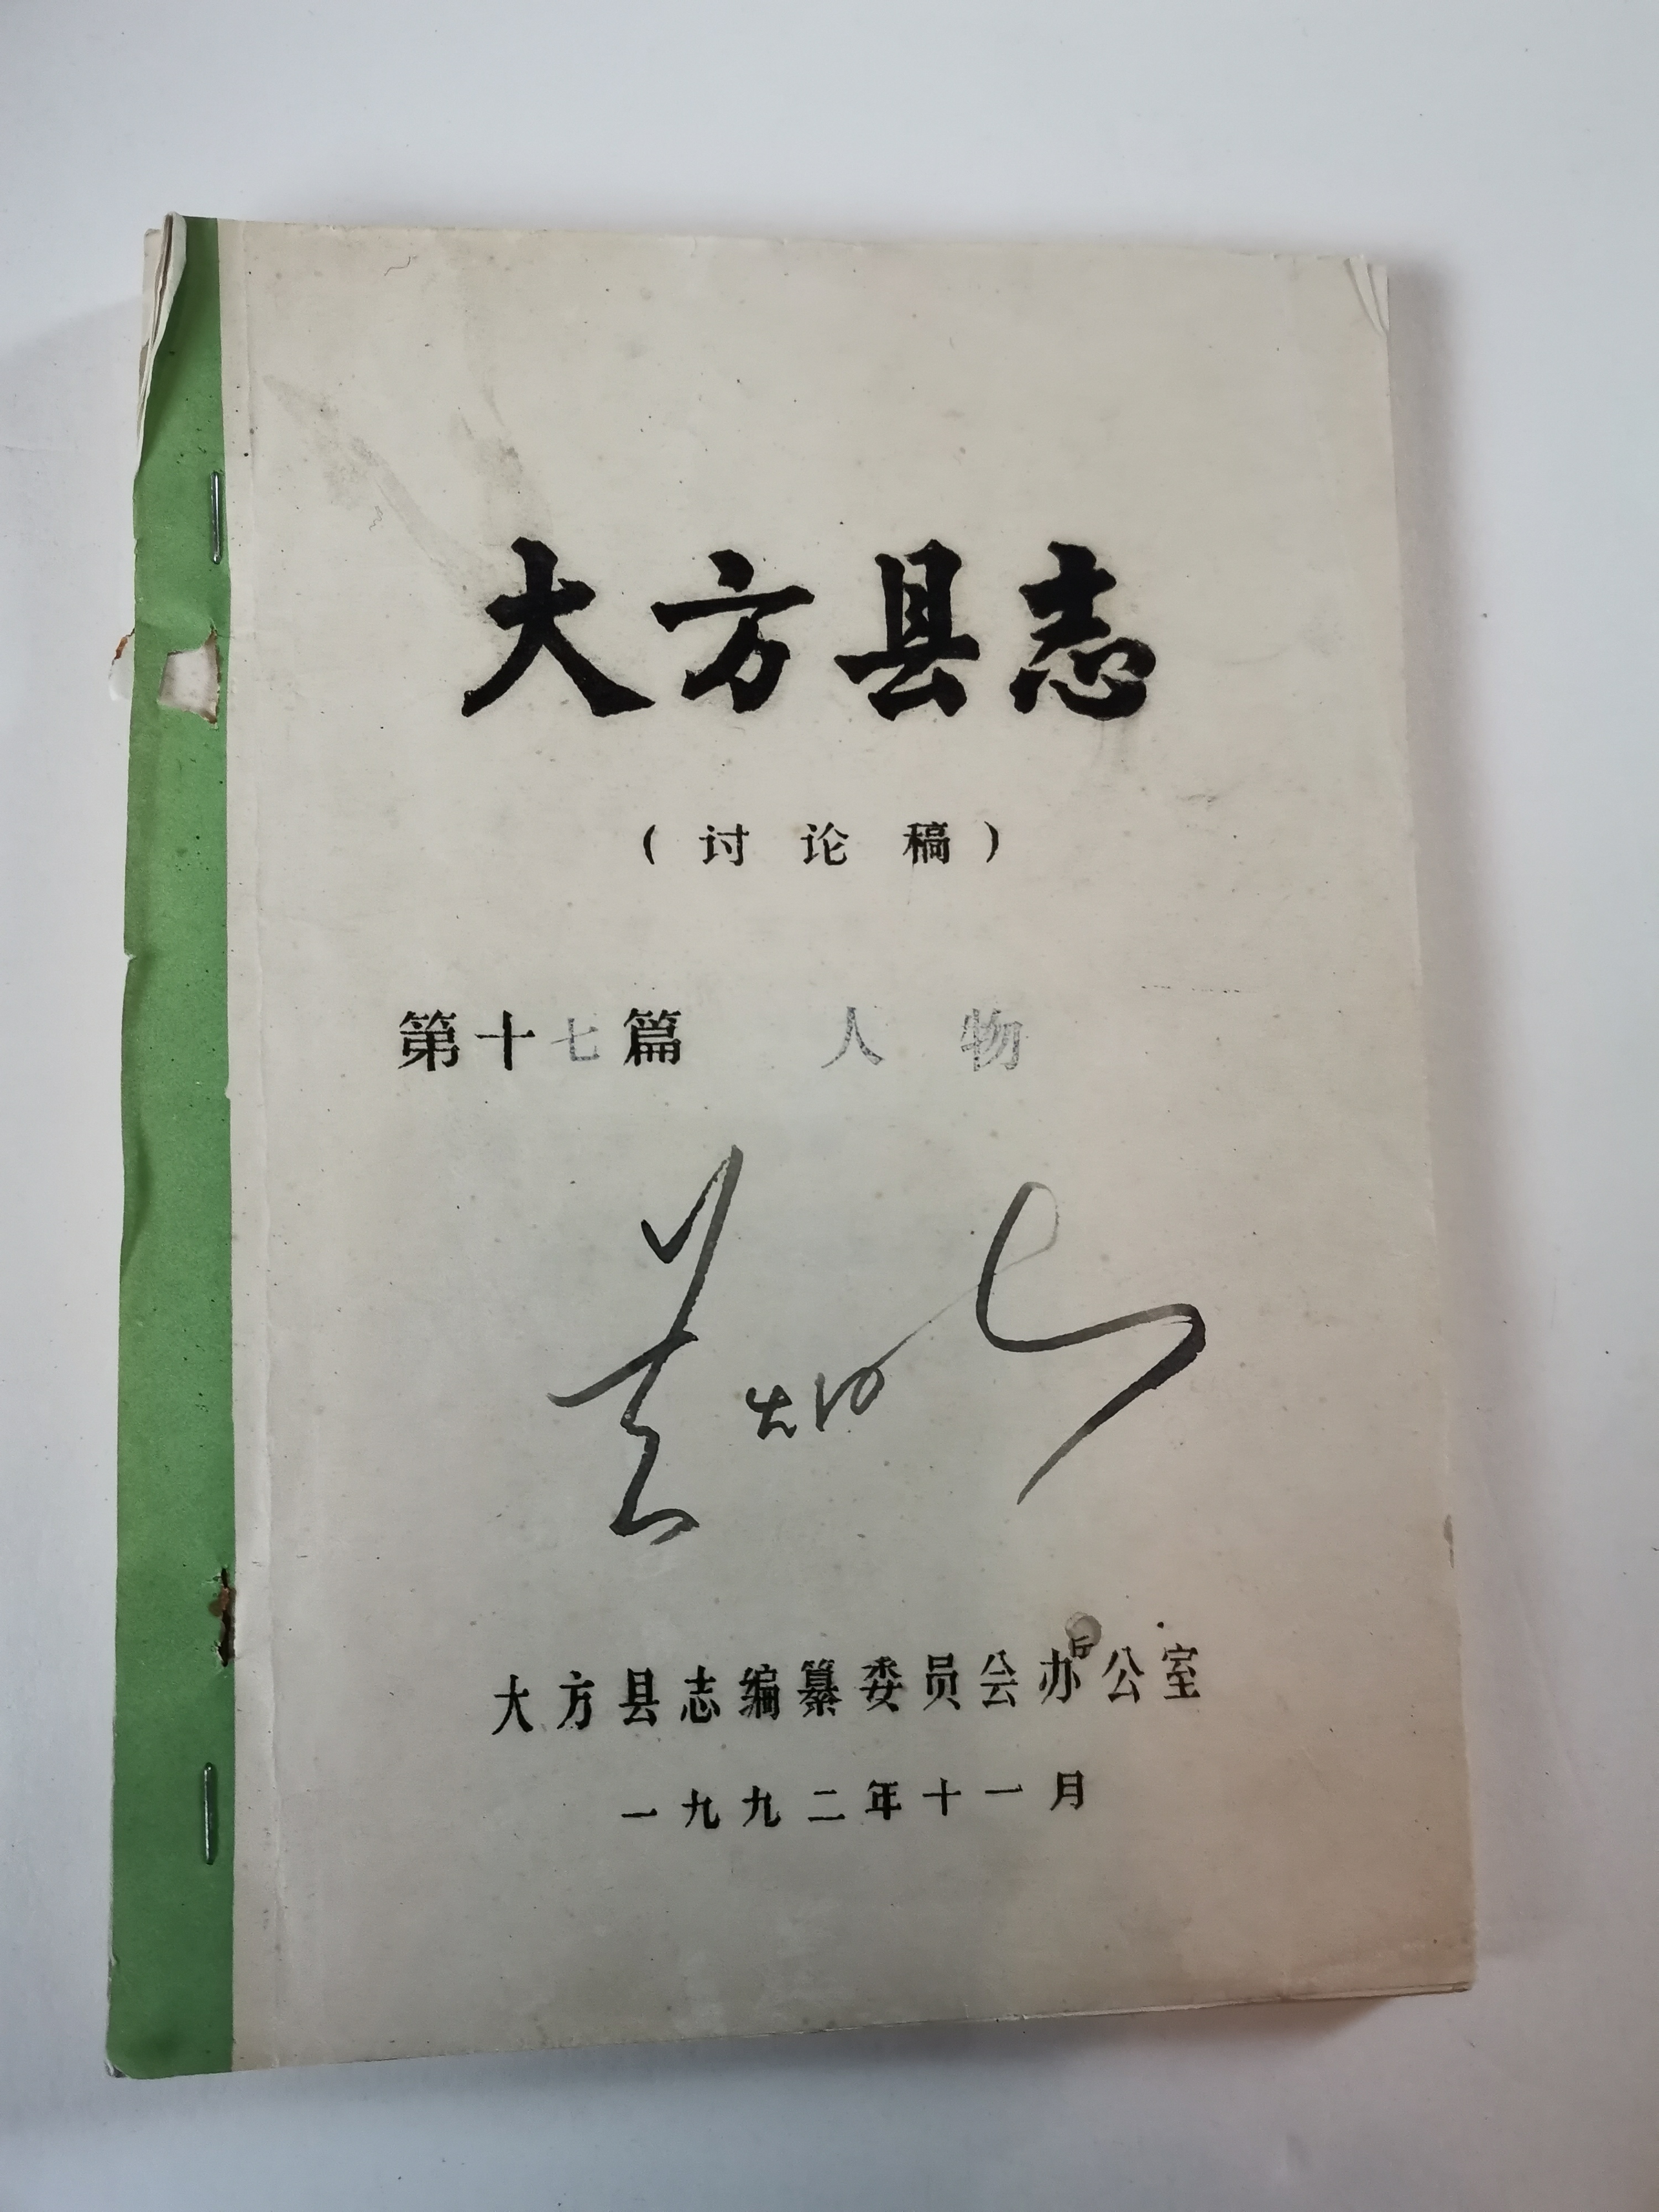 大方县志
（讨论稿）
第十七篇 人物
大方县志编纂委员会办公室
一九九二年十一月